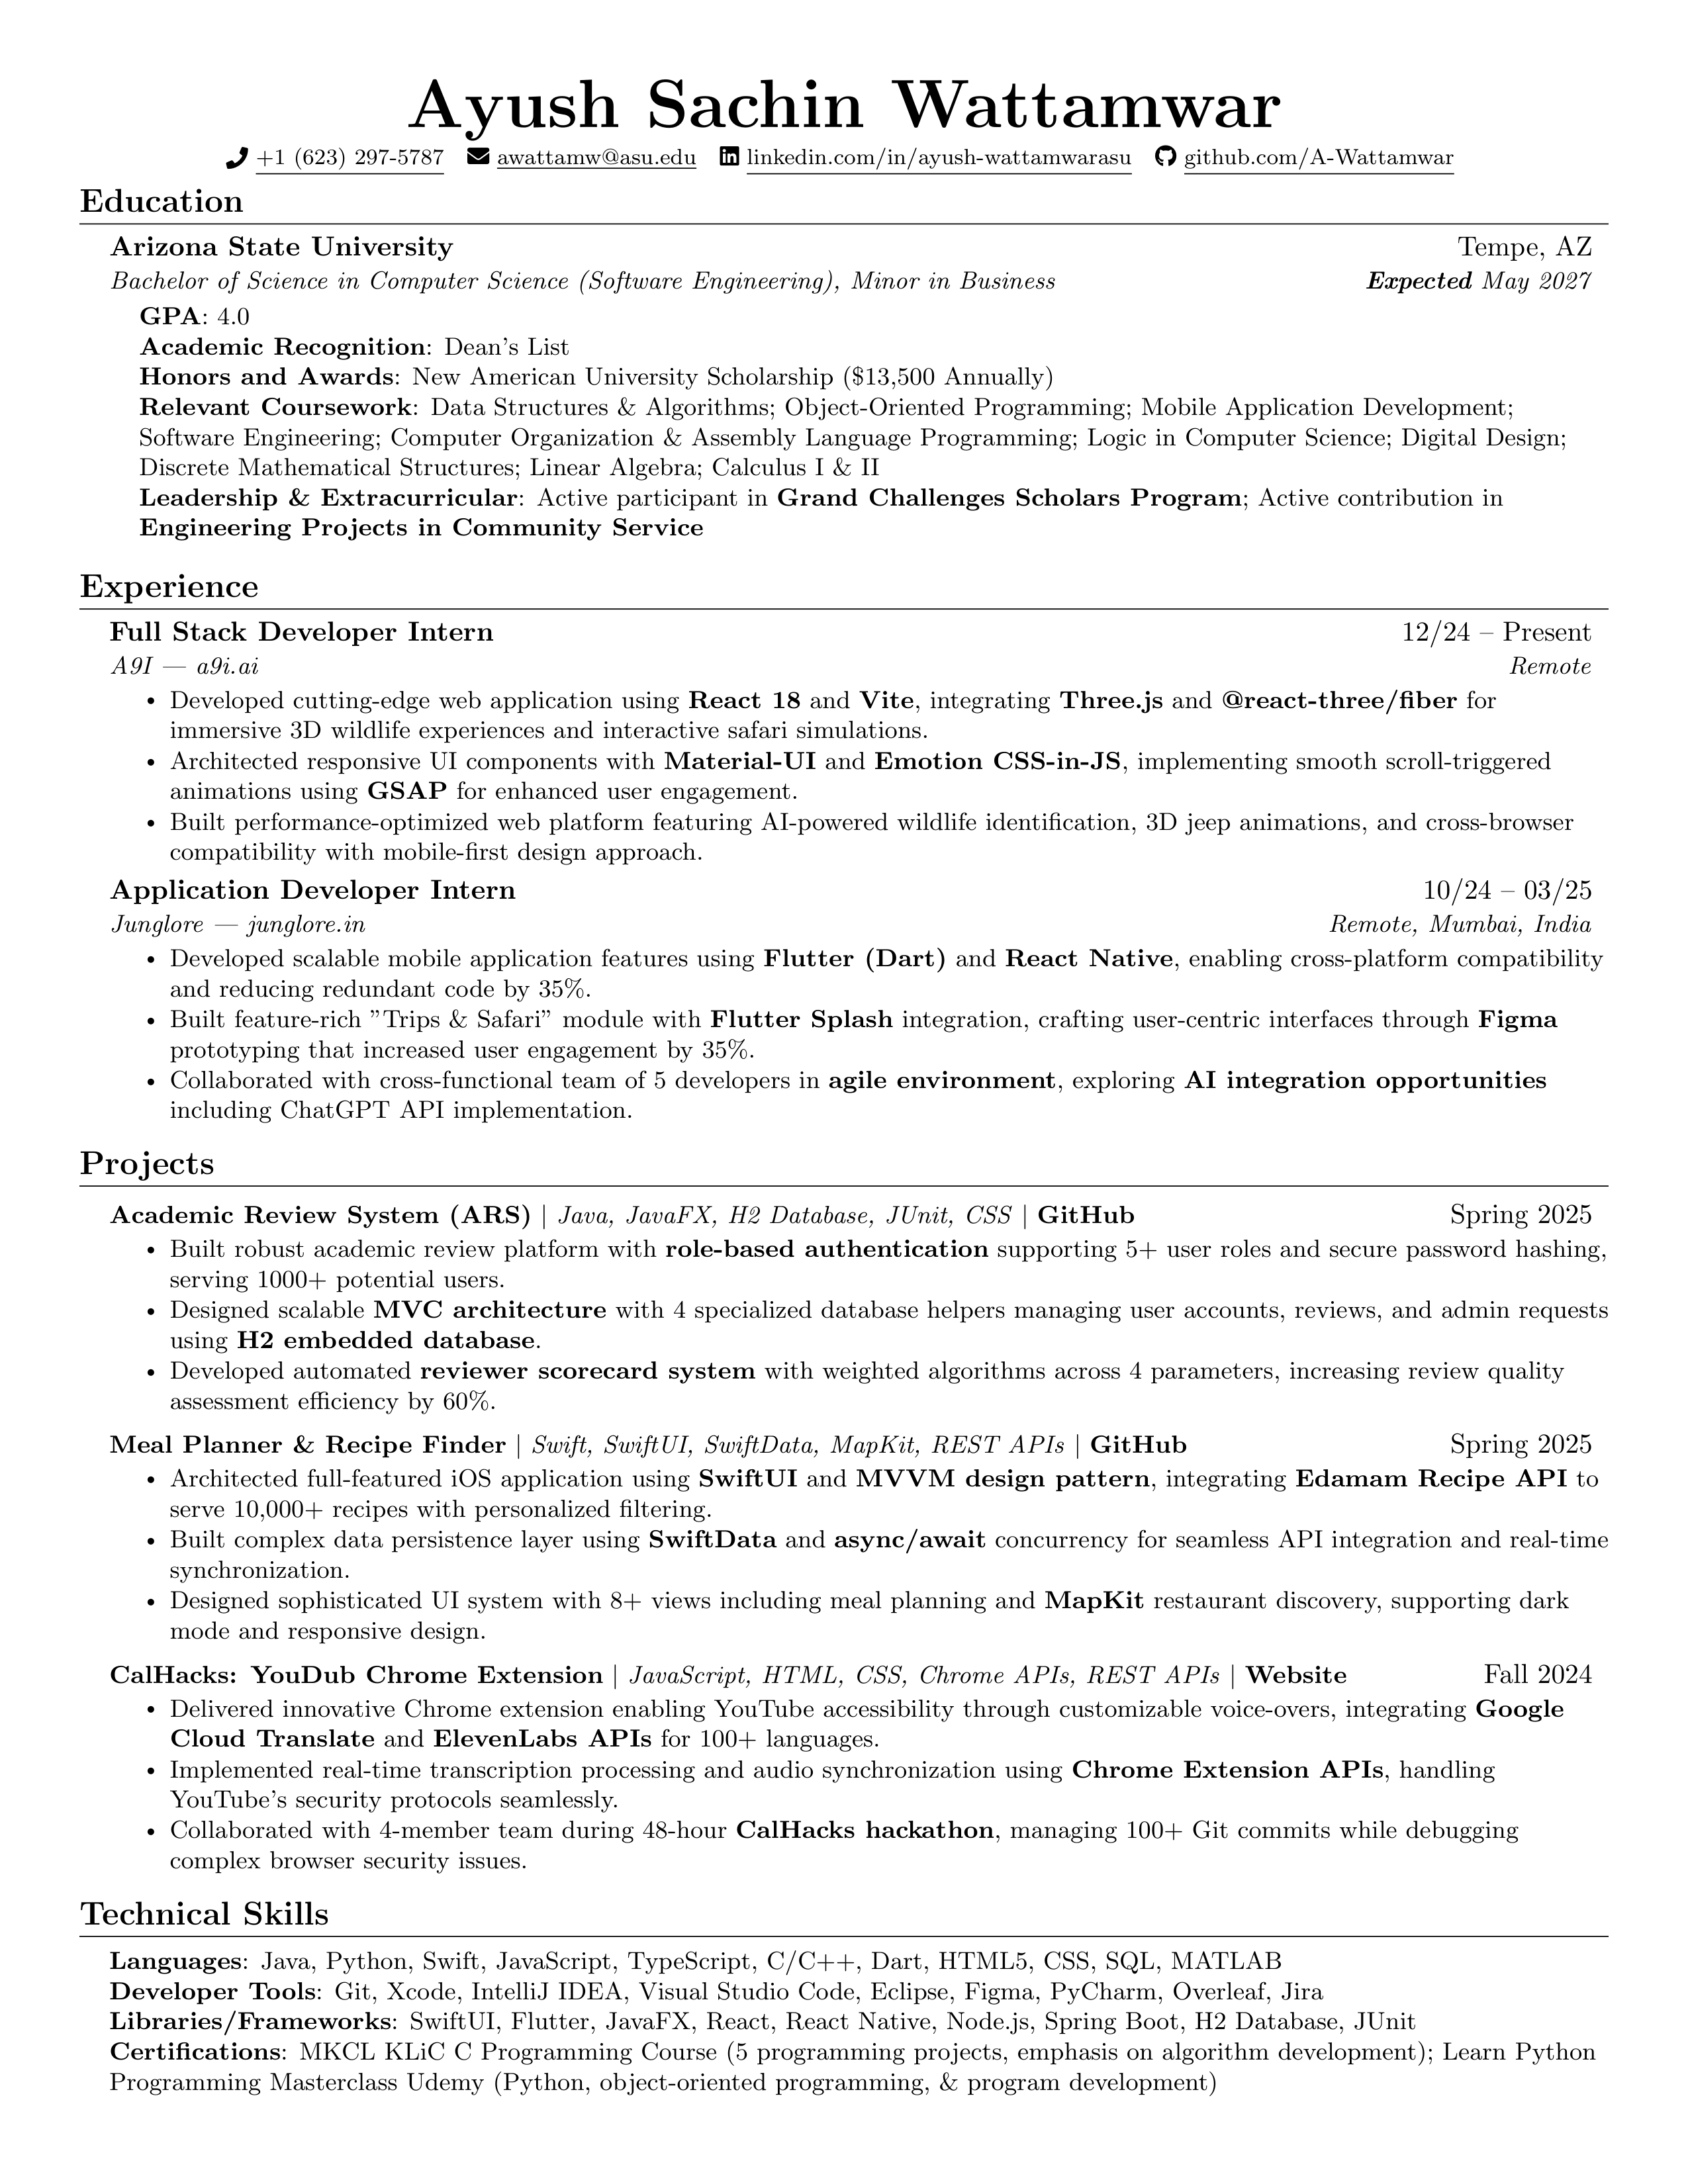 Ayush Sachin Wattamwar
+1 (623) 297-5787 awattamw@asu.edu linkedin.com/in/ayush-wattamwarasu github.com/A-Wattamwar
Education
Arizona State University Tempe, AZ
Bachelor of Science in Computer Science (Software Engineering), Minor in Business Expected May 2027
GPA: 4.0
Academic Recognition: Dean's List
Honors and Awards: New American University Scholarship ($13,500 Annually)
Relevant Coursework: Data Structures & Algorithms; Object-Oriented Programming; Mobile Application Development;
Software Engineering; Computer Organization & Assembly Language Programming; Logic in Computer Science; Digital Design;
Discrete Mathematical Structures; Linear Algebra; Calculus I & II
Leadership & Extracurricular: Active participant in Grand Challenges Scholars Program; Active contribution in
Engineering Projects in Community Service
Experience
Full Stack Developer Intern 12/24 – Present
A9I — a9i.ai Remote
• Developed cutting-edge web application using React 18 and Vite, integrating Three.js and @react-three/fiber for
immersive 3D wildlife experiences and interactive safari simulations.
• Architected responsive UI components with Material-UI and Emotion CSS-in-JS, implementing smooth scroll-triggered
animations using GSAP for enhanced user engagement.
• Built performance-optimized web platform featuring AI-powered wildlife identification, 3D jeep animations, and cross-browser
compatibility with mobile-first design approach.
Application Developer Intern 10/24 – 03/25
Junglore — junglore.in Remote, Mumbai, India
• Developed scalable mobile application features using Flutter (Dart) and React Native, enabling cross-platform compatibility
and reducing redundant code by 35%.
• Built feature-rich ”Trips & Safari” module with Flutter Splash integration, crafting user-centric interfaces through Figma
prototyping that increased user engagement by 35%.
• Collaborated with cross-functional team of 5 developers in agile environment, exploring AI integration opportunities
including ChatGPT API implementation.
Projects
Academic Review System (ARS) | Java, JavaFX, H2 Database, JUnit, CSS | GitHub Spring 2025
• Built robust academic review platform with role-based authentication supporting 5+ user roles and secure password hashing,
serving 1000+ potential users.
• Designed scalable MVC architecture with 4 specialized database helpers managing user accounts, reviews, and admin requests
using H2 embedded database.
• Developed automated reviewer scorecard system with weighted algorithms across 4 parameters, increasing review quality
assessment efficiency by 60%.
Meal Planner & Recipe Finder | Swift, SwiftUI, SwiftData, MapKit, REST APIs | GitHub Spring 2025
• Architected full-featured iOS application using SwiftUI and MVVM design pattern, integrating Edamam Recipe API to
serve 10,000+ recipes with personalized filtering.
• Built complex data persistence layer using SwiftData and async/await concurrency for seamless API integration and real-time
synchronization.
• Designed sophisticated UI system with 8+ views including meal planning and MapKit restaurant discovery, supporting dark
mode and responsive design.
CalHacks: YouDub Chrome Extension | JavaScript, HTML, CSS, Chrome APIs, REST APIs | Website Fall 2024
• Delivered innovative Chrome extension enabling YouTube accessibility through customizable voice-overs, integrating Google
Cloud Translate and ElevenLabs APIs for 100+ languages.
• Implemented real-time transcription processing and audio synchronization using Chrome Extension APIs, handling
YouTube's security protocols seamlessly.
• Collaborated with 4-member team during 48-hour CalHacks hackathon, managing 100+ Git commits while debugging
complex browser security issues.
Technical Skills
Languages: Java, Python, Swift, JavaScript, TypeScript, C/C++, Dart, HTML5, CSS, SQL, MATLAB
Developer Tools: Git, Xcode, IntelliJ IDEA, Visual Studio Code, Eclipse, Figma, PyCharm, Overleaf, Jira
Libraries/Frameworks: SwiftUI, Flutter, JavaFX, React, React Native, Node.js, Spring Boot, H2 Database, JUnit
Certifications: MKCL KLiC C Programming Course (5 programming projects, emphasis on algorithm development); Learn Python
Programming Masterclass Udemy (Python, object-oriented programming, & program development)